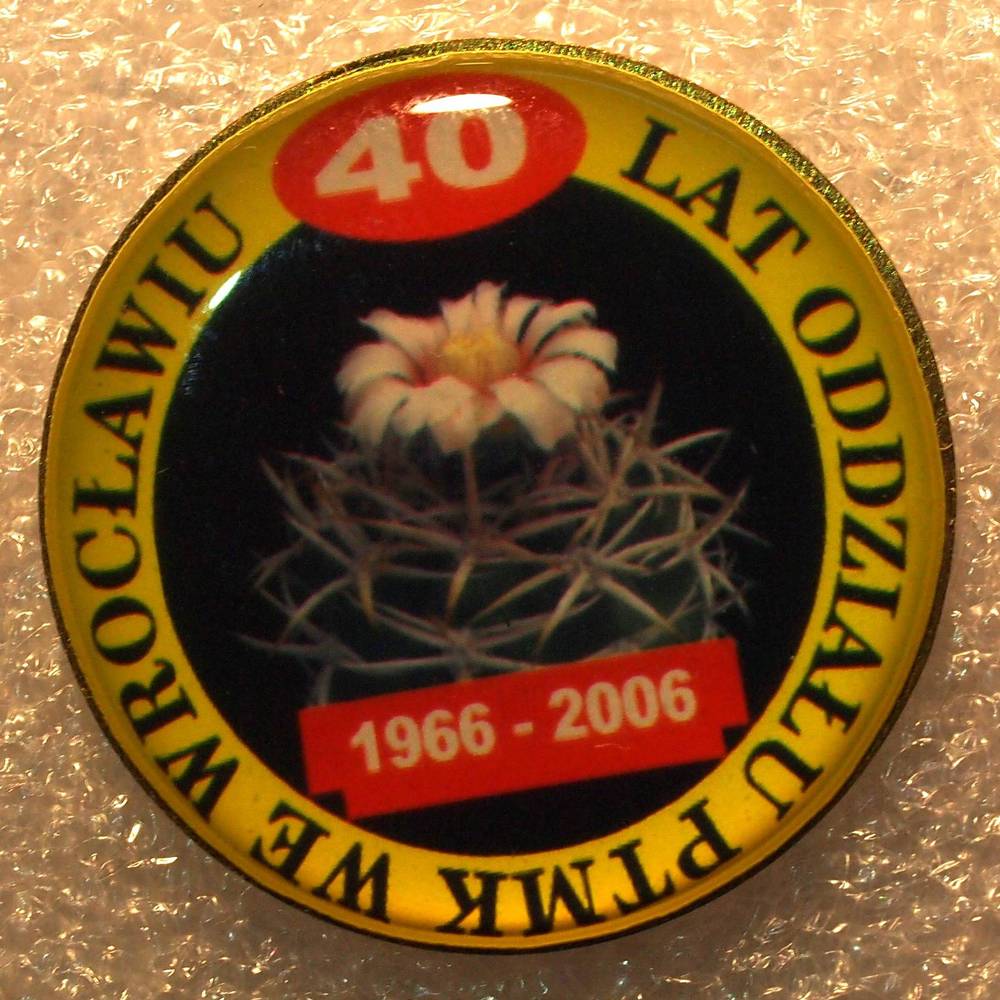 40
LAT ODDZIAŁU PTMK WE WROCŁAWIU
1966 - 2006